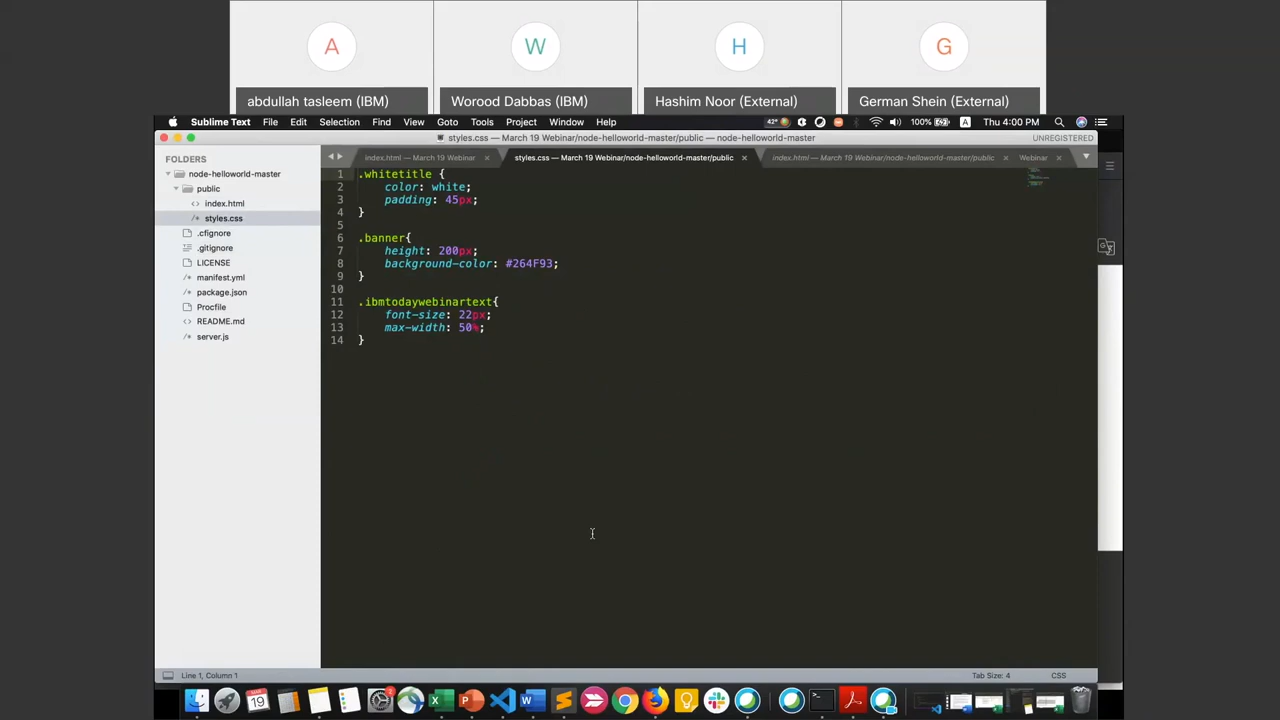 A
W
H
G
abdullah tasleem (IBM)
Worood Dabbas (IBM)
Hashim Noor (External)
German Shein (External)
Sublime Text File Edit Selection Find View Goto Tools Project Window Help
42° 100% A Thu 4:00 PM
styles.css — March 19 Webinar/node-helloworld-master/public — node-helloworld-master
UNREGISTERED
FOLDERS
node-helloworld-master
public
index.html
styles.css
.cfignore
.gitignore
LICENSE
manifest.yml
package.json
Procfile
README.md
server.js
index.html — March 19 Webinar
styles.css — March 19 Webinar/node-helloworld-master/public
index.html — March 19 Webinar/node-helloworld-master/public
Webinar
1 .whitetitle {
2 color: white;
3 padding: 45px;
4 }
5
6 .banner{
7 height: 200px;
8 background-color: #264F93;
9 }
10
11 .ibmtodaywebinartext{
12 font-size: 22px;
13 max-width: 50%;
14 }
Line 1, Column 1
Tab Size: 4
CSS
19